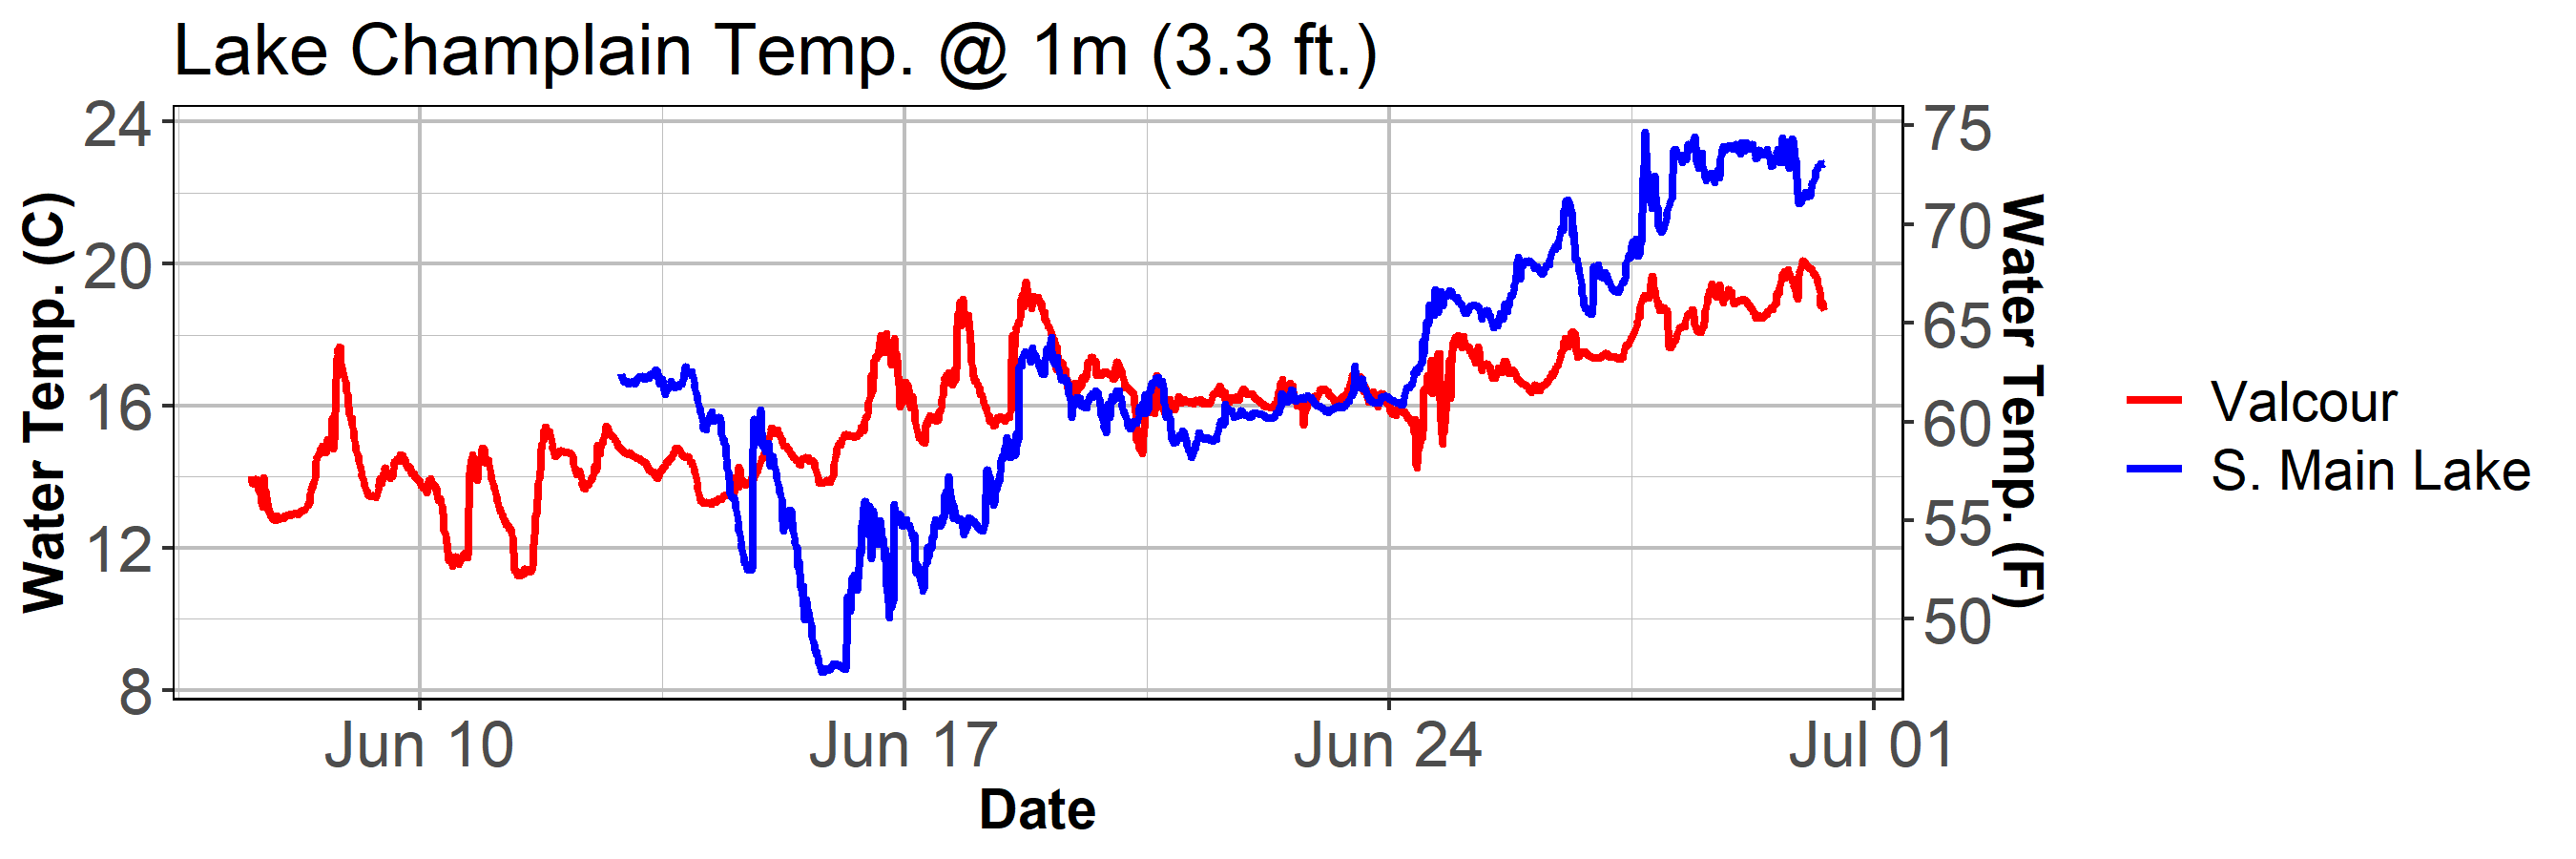 Lake Champlain Temp. @ 1m (3.3 ft.)
24
20
16
12
8
Water Temp. (C)
75
70
65
60
55
50
Water Temp. (F)
Jun 10
Jun 17
Jun 24
Jul 01
Date
Valcour
S. Main Lake